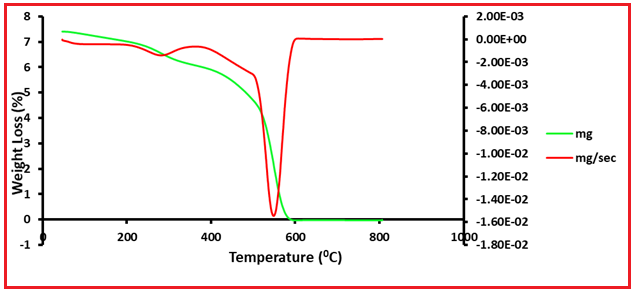 8
7
6
5
4
3
2
1
0
-1
Weight Loss (%)
0
200
400
600
800
1000
Temperature (⁰C)
2.00E-03
0.00E+00
-2.00E-03
-4.00E-03
-6.00E-03
-8.00E-03
-1.00E-02
-1.20E-02
-1.40E-02
-1.60E-02
-1.80E-02
mg
mg/sec